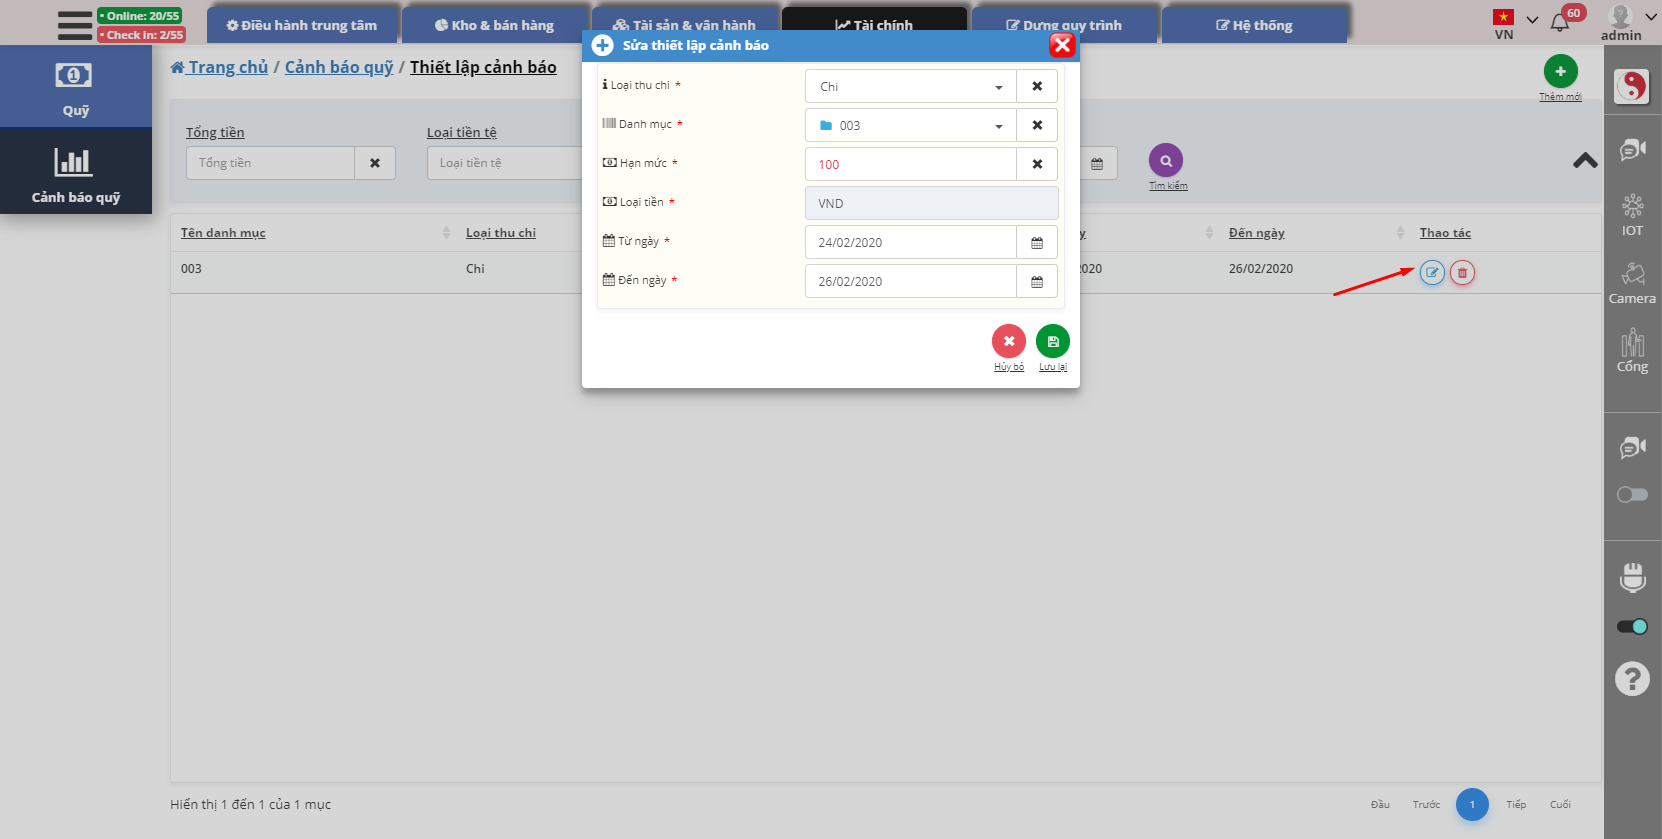 • Online: 20/55
• Check in: 2/55
Điều hành trung tâm
Kho & bán hàng
Tài sản & vận hành
Tài chính
Dựng quy trình
Hệ thống
VN
60
admin
Quỹ
Cảnh báo quỹ
Trang chủ / Cảnh báo quỹ / Thiết lập cảnh báo
Thêm mới
Tổng tiền
Tổng tiền
Loại tiền tệ
Loại tiền tệ
Tìm kiếm
Tên danh mục
Loại thu chi
y
Đến ngày
Thao tác
003
Chi
2020
26/02/2020
Sửa thiết lập cảnh báo
Loại thu chi *
Chi
Danh mục *
003
Hạn mức *
100
Loại tiền *
VND
Từ ngày *
24/02/2020
Đến ngày *
26/02/2020
Hủy bỏ
Lưu lại
IOT
Camera
Cổng
Hiển thị 1 đến 1 của 1 mục
Đầu
Trước
1
Tiếp
Cuối